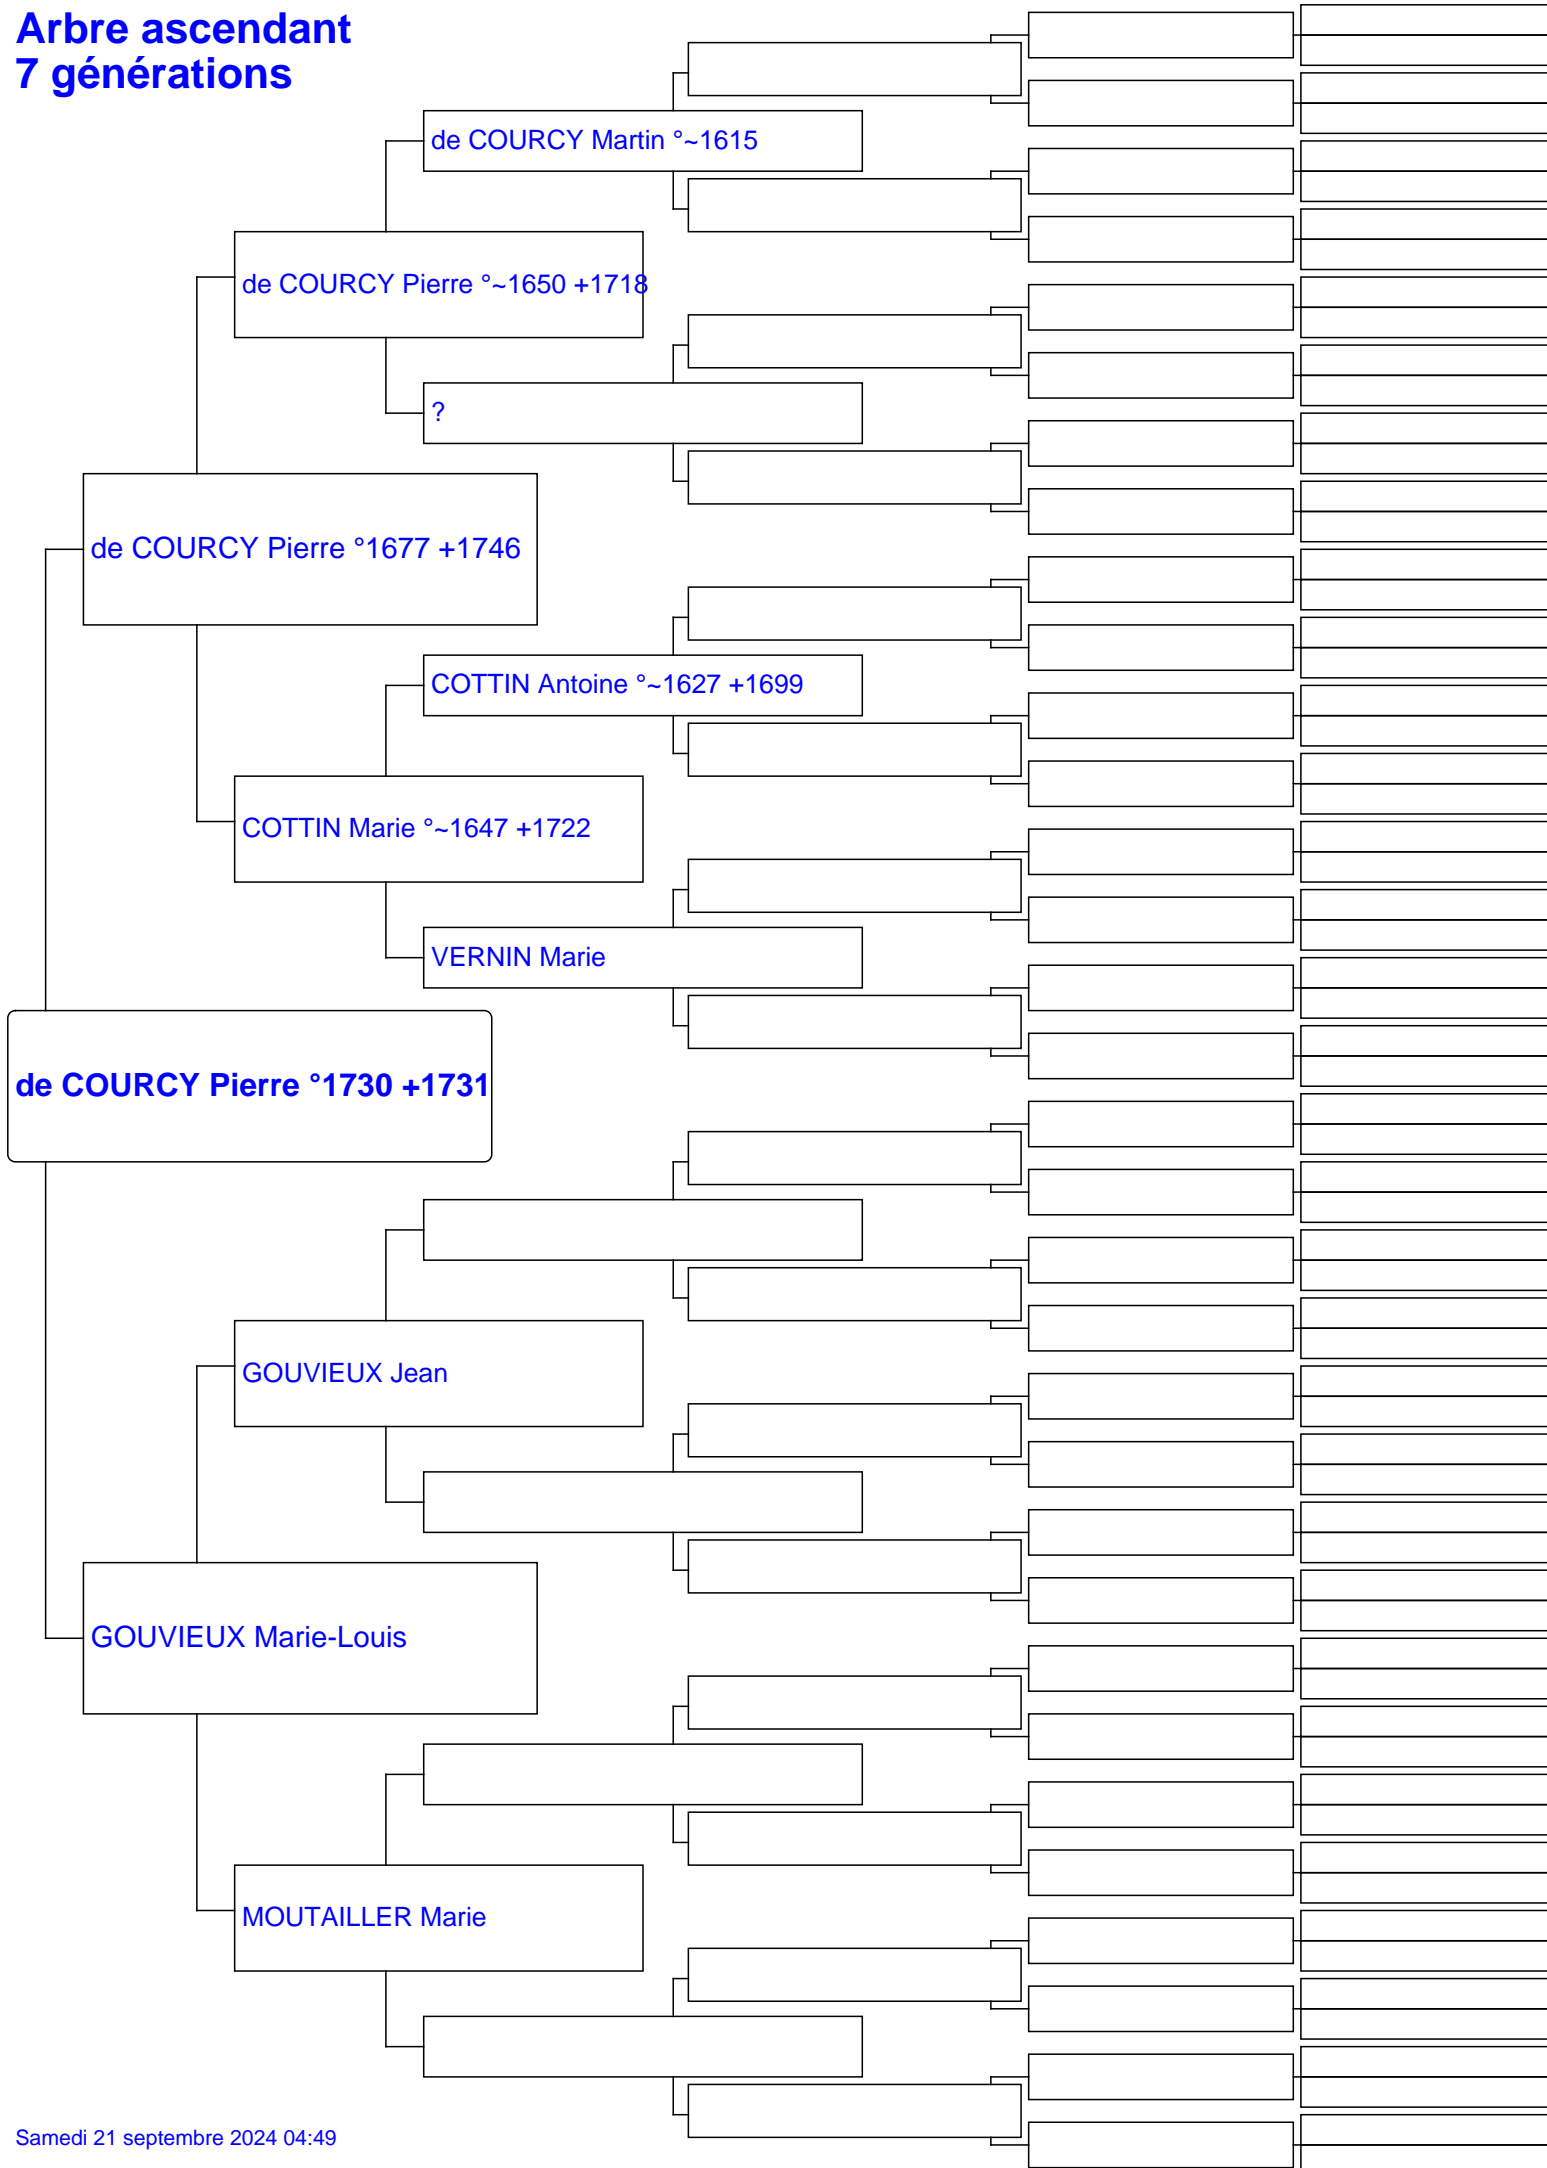 Arbre ascendant
7 générations
de COURCY Martin °~1615
de COURCY Pierre °~1650 +1718
?
de COURCY Pierre °1677 +1746
COTTIN Antoine °~1627 +1699
COTTIN Marie °~1647 +1722
VERNIN Marie
de COURCY Pierre °1730 +1731
GOUVIEUX Jean
GOUVIEUX Marie-Louis
MOUTAILLER Marie
Samedi 21 septembre 2024 04:49